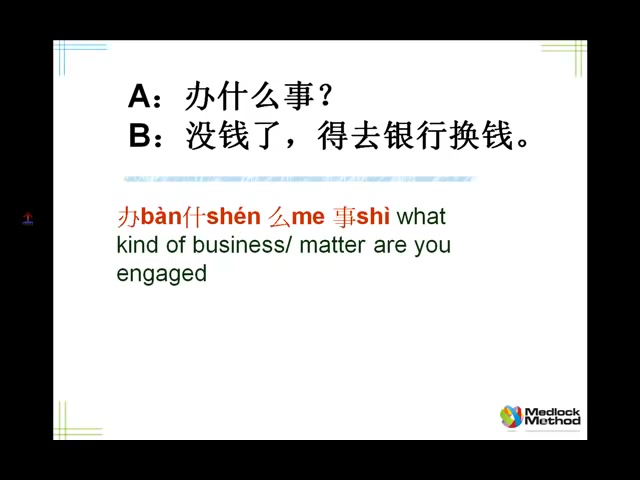 A：办什么事？
B：没钱了，得去银行换钱。
办bàn什shén 么me 事shì what
kind of business/ matter are you
engaged
Medlock
Method